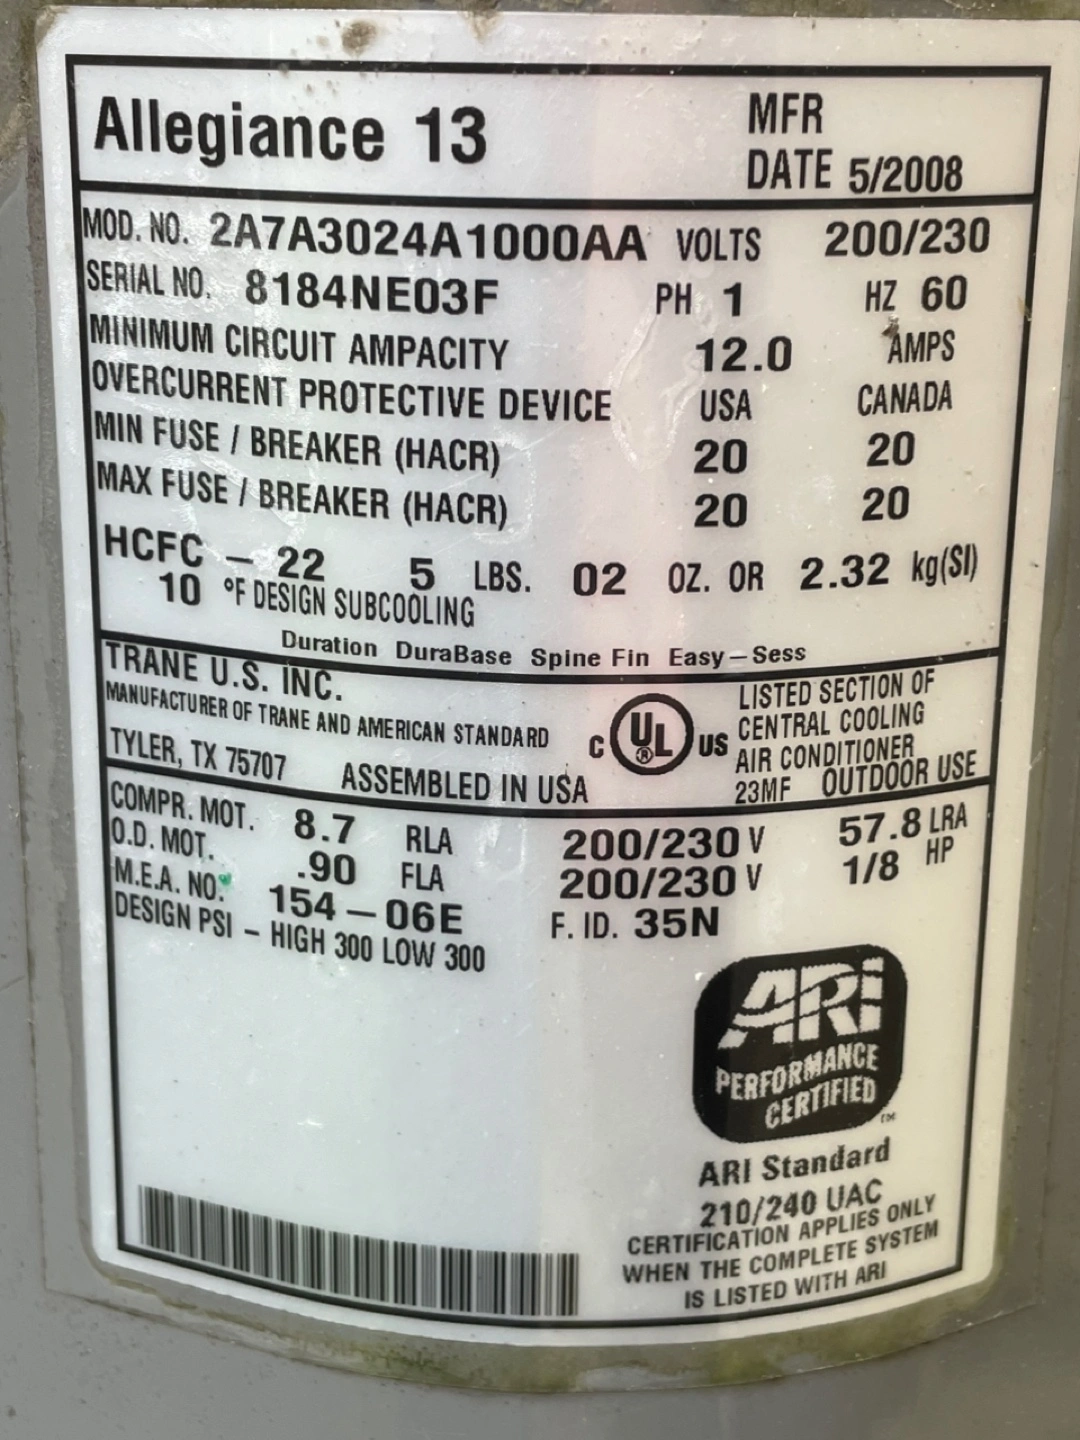 Allegiance 13
MFR
DATE 5/2008
MOD. NO. 2A7A3024A1000AA VOLTS 200/230
SERIAL NO. 8184NE03F PH 1 HZ 60
MINIMUM CIRCUIT AMPACITY 12.0 AMPS
OVERCURRENT PROTECTIVE DEVICE USA CANADA
MIN FUSE / BREAKER (HACR) 20 20
MAX FUSE / BREAKER (HACR) 20 20
HCFC – 22 5 LBS. 02 OZ. OR 2.32 kg(SI)
10 °F DESIGN SUBCOOLING
Duration DuraBase Spine Fin Easy–Sess
TRANE U.S. INC.
MANUFACTURER OF TRANE AND AMERICAN STANDARD
TYLER, TX 75707 ASSEMBLED IN USA
C UL ® US
LISTED SECTION OF
CENTRAL COOLING
AIR CONDITIONER
23MF OUTDOOR USE
COMPR. MOT. 8.7 RLA 200/230 V 57.8 LRA
O.D. MOT. .90 FLA 200/230 V 1/8 HP
M.E.A. NO. 154 – 06E F. ID. 35N
DESIGN PSI – HIGH 300 LOW 300
ARI
PERFORMANCE
CERTIFIED
TM
ARI Standard
210/240 UAC
CERTIFICATION APPLIES ONLY
WHEN THE COMPLETE SYSTEM
IS LISTED WITH ARI